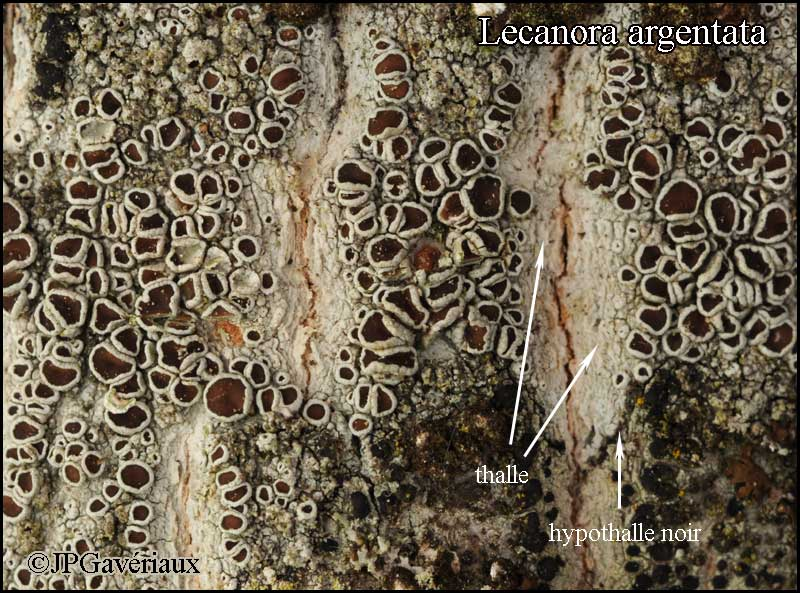 Lecanora argentata
thalle
hypothalle noir
©JPGavériaux